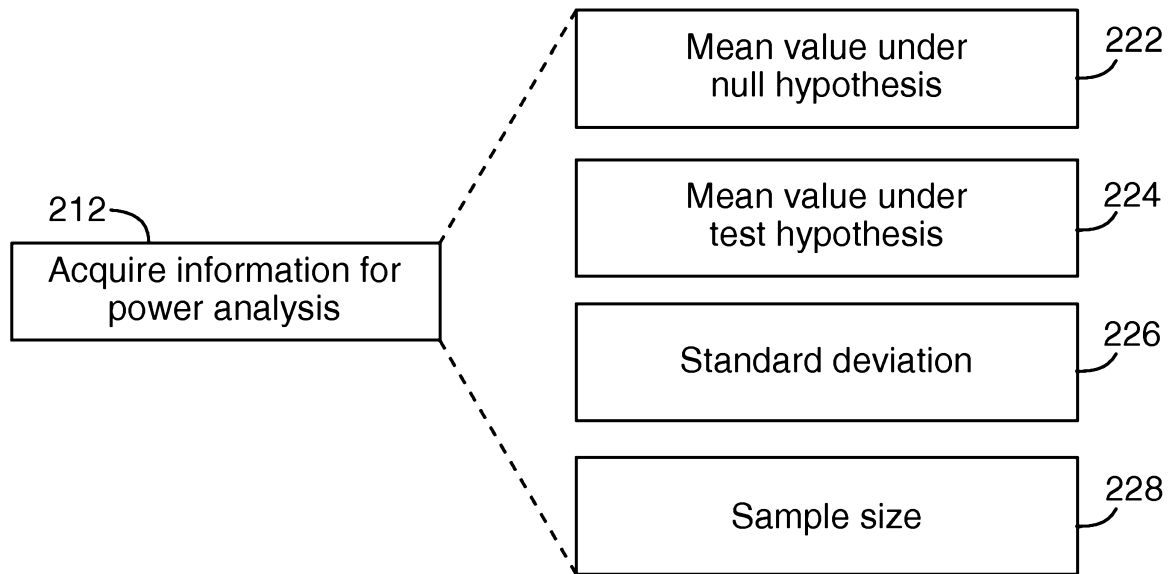 212
Acquire information for
power analysis
Mean value under
null hypothesis
222
Mean value under
test hypothesis
224
Standard deviation
226
Sample size
228